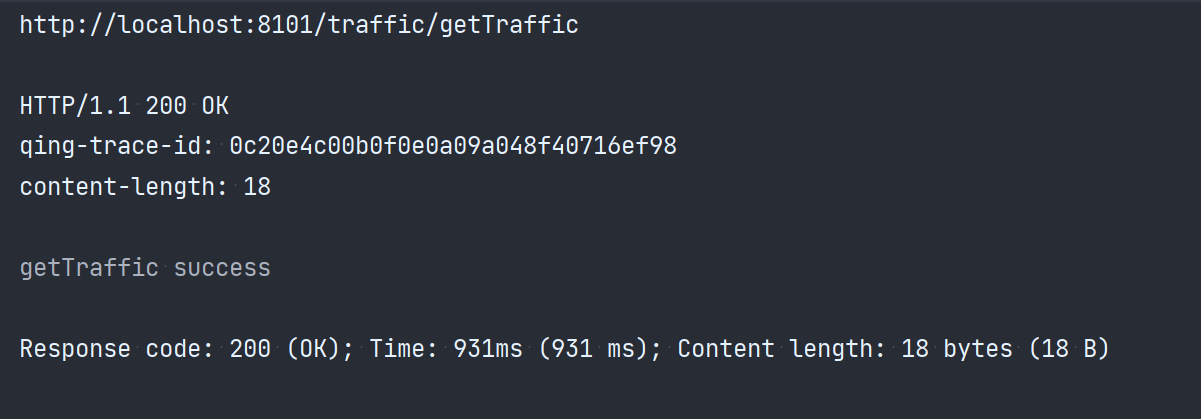 http://localhost:8101/traffic/getTraffic
HTTP/1.1 200 OK
qing-trace-id: 0c20e4c00b0f0e0a09a048f40716ef98
content-length: 18
getTraffic success
Response code: 200 (OK); Time: 931ms (931 ms); Content length: 18 bytes (18 B)